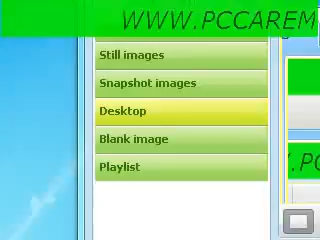 WWW.PCCAREM
Still images
Snapshot images
Desktop
Blank image
Playlist